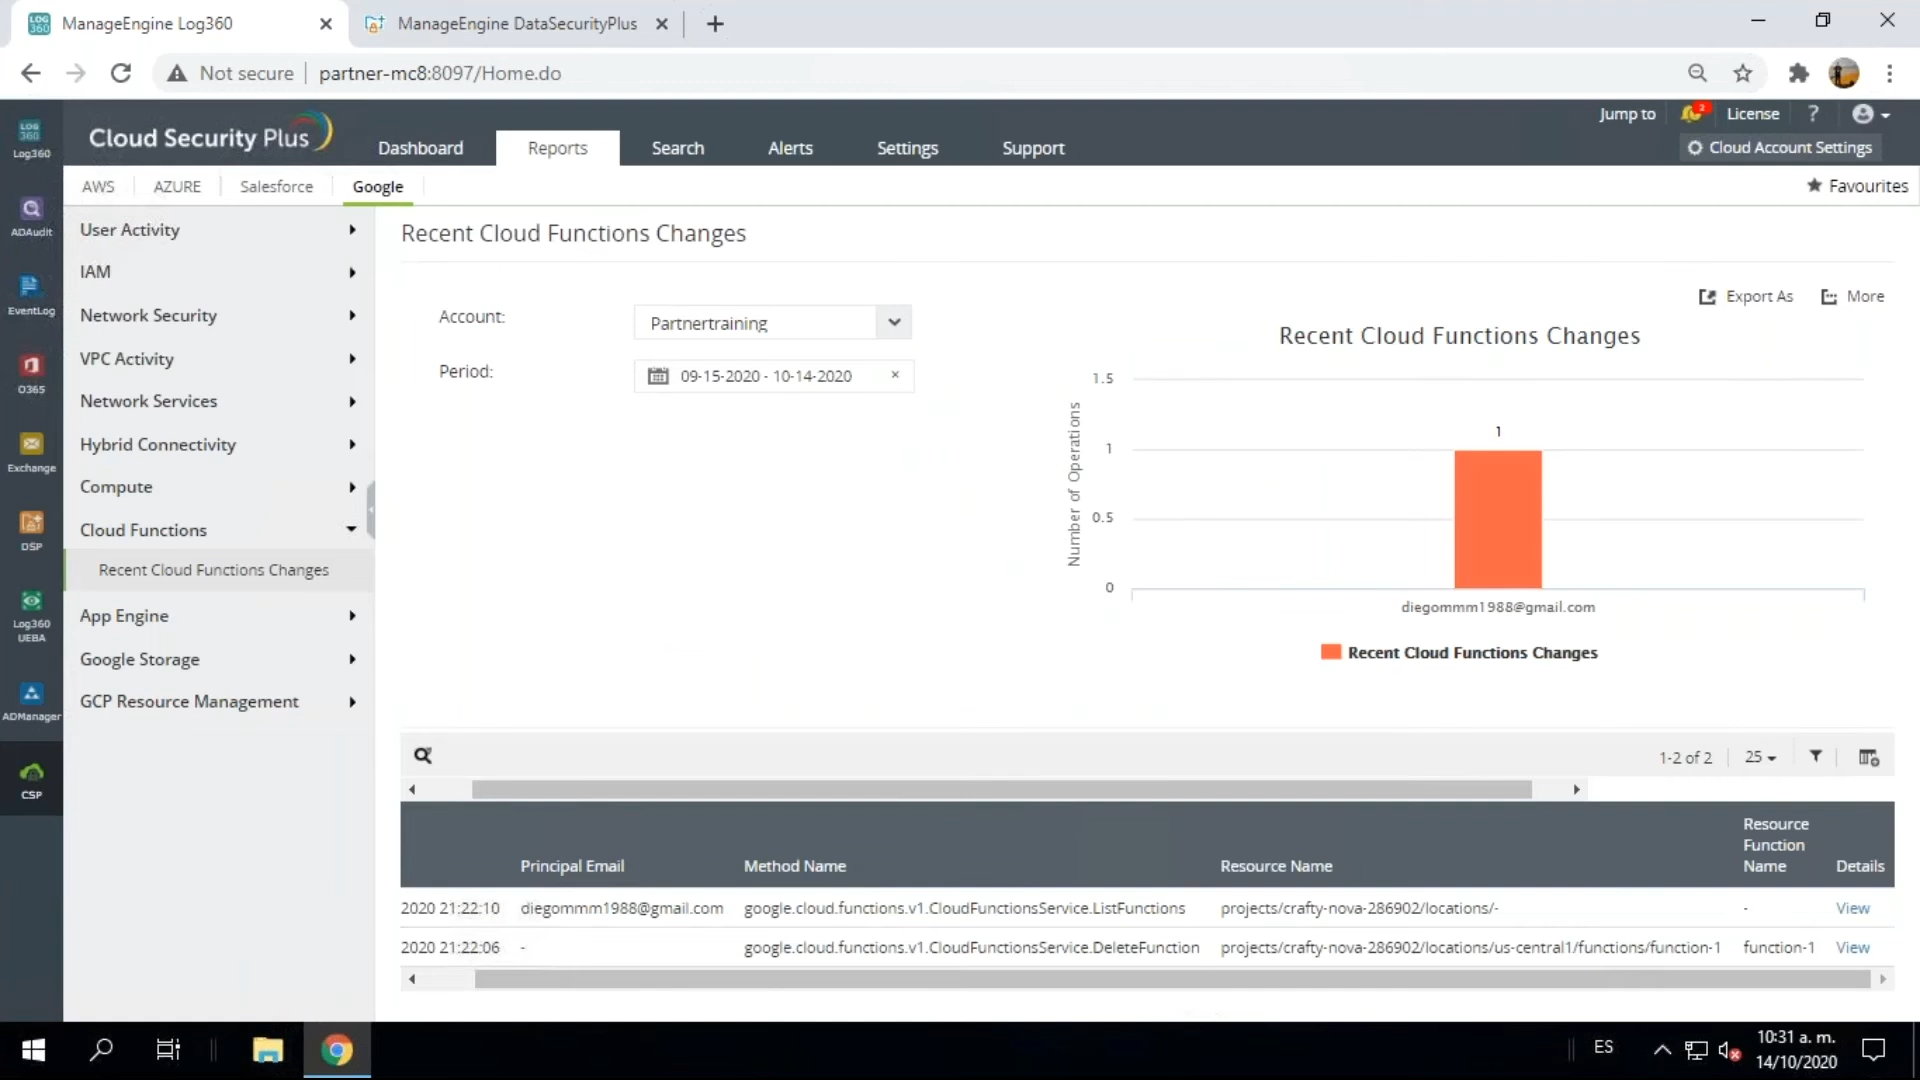 ManageEngine Log360
ManageEngine DataSecurityPlus
Not secure
partner-mc8:8097/Home.do
LOG 360
Log360
Cloud Security Plus
Dashboard
Reports
Search
Alerts
Settings
Support
Jump to
2
License
?
Cloud Account Settings
AWS
AZURE
Salesforce
Google
Favourites
ADAudit
EventLog
O365
Exchange
DSP
Log360 UEBA
ADManager
CSP
User Activity
IAM
Network Security
VPC Activity
Network Services
Hybrid Connectivity
Compute
Cloud Functions
Recent Cloud Functions Changes
App Engine
Google Storage
GCP Resource Management
Recent Cloud Functions Changes
Account:
Partnertraining
Period:
09-15-2020 - 10-14-2020
Export As
More
Recent Cloud Functions Changes
Number of Operations
1.5
1
0.5
0
1
diegommm1988@gmail.com
Recent Cloud Functions Changes
1-2 of 2
25
Principal Email
Method Name
Resource Name
Resource Function Name
Details
2020 21:22:10 diegommm1988@gmail.com google.cloud.functions.v1.CloudFunctionsService.ListFunctions projects/crafty-nova-286902/locations/- - View
2020 21:22:06 - google.cloud.functions.v1.CloudFunctionsService.DeleteFunction projects/crafty-nova-286902/locations/us-central1/functions/function-1 function-1 View
ES
10:31 a. m.
14/10/2020